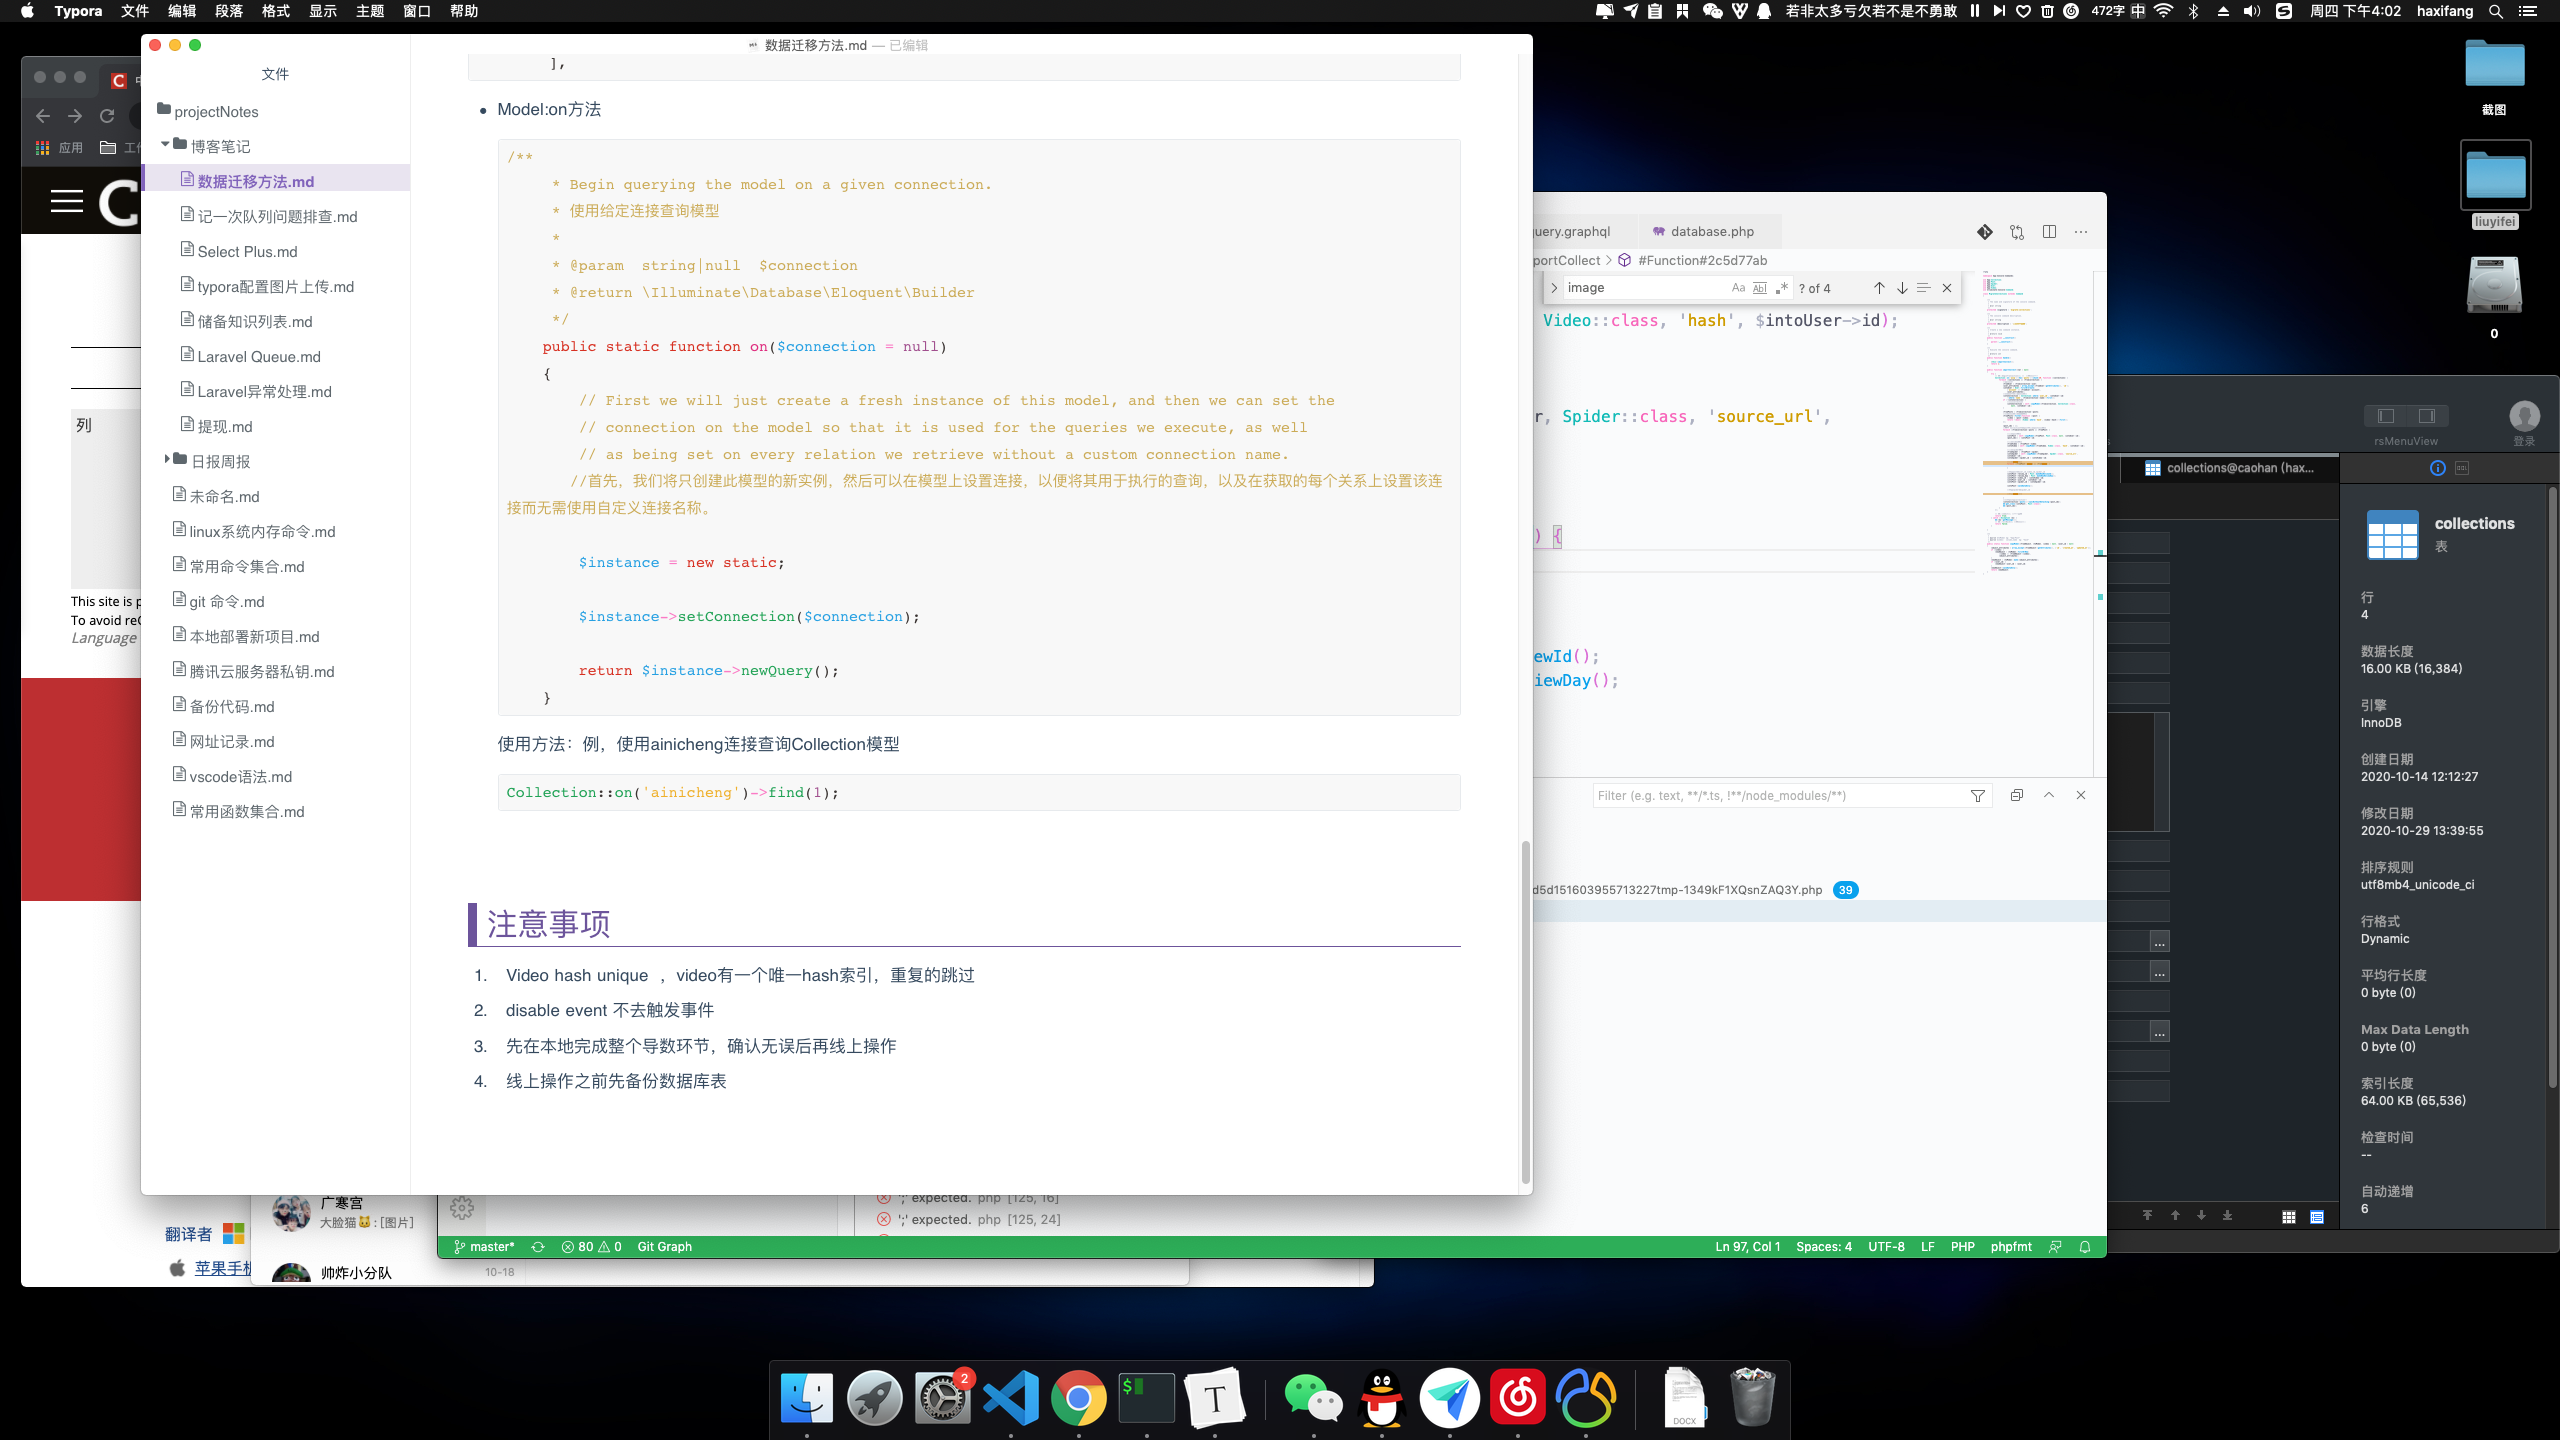 Typora 文件 编辑 段落 格式 显示 主题 窗口 帮助
若非太多亏欠若不是不勇敢 472字 中 周四 下午4:02 haxifang
数据迁移方法.md — 已编辑
文件
projectNotes
博客笔记
数据迁移方法.md
记一次队列问题排查.md
Select Plus.md
typora配置图片上传.md
储备知识列表.md
Laravel Queue.md
Laravel异常处理.md
提现.md
日报周报
未命名.md
linux系统内存命令.md
常用命令集合.md
git 命令.md
本地部署新项目.md
腾讯云服务器私钥.md
备份代码.md
网址记录.md
vscode语法.md
常用函数集合.md
],
Model:on方法
/**
* Begin querying the model on a given connection.
* 使用给定连接查询模型
*
* @param  string|null  $connection
* @return \Illuminate\Database\Eloquent\Builder
*/
public static function on($connection = null)
{
// First we will just create a fresh instance of this model, and then we can set the
// connection on the model so that it is used for the queries we execute, as well
// as being set on every relation we retrieve without a custom connection name.
//首先，我们将只创建此模型的新实例，然后可以在模型上设置连接，以便将其用于执行的查询，以及在获取的每个关系上设置该连
接而无需使用自定义连接名称。
$instance = new static;
$instance->setConnection($connection);
return $instance->newQuery();
}
使用方法：例，使用ainicheng连接查询Collection模型
Collection::on('ainicheng')->find(1);
注意事项
1. Video hash unique ，video有一个唯一hash索引，重复的跳过
2. disable event 不去触发事件
3. 先在本地完成整个导数环节，确认无误后再线上操作
4. 线上操作之前先备份数据库表
应用
列
This site is p
To avoid re
Language
翻译者
苹果手机
广寒宫
大脸猫🐱: [图片]
帅炸小分队
10-18
uery.graphql
database.php
portCollect > #Function#2c5d77ab
image
Aa Abl .* ? of 4
Video::class, 'hash', $intoUser->id);
r, Spider::class, 'source_url',
) {
ewId();
iewDay();
Filter (e.g. text, **/*.ts, !**/node_modules/**)
d5d151603955713227tmp-1349kF1XQsnZAQ3Y.php 39
';' expected. php [125, 16]
';' expected. php [125, 24]
master* 80 0 Git Graph
Ln 97, Col 1 Spaces: 4 UTF-8 LF PHP phpfmt
截图
liuyifei
0
rsMenuView
登录
collections@caohan (hax...
collections
表
行
4
数据长度
16.00 KB (16,384)
引擎
InnoDB
创建日期
2020-10-14 12:12:27
修改日期
2020-10-29 13:39:55
排序规则
utf8mb4_unicode_ci
行格式
Dynamic
平均行长度
0 byte (0)
Max Data Length
0 byte (0)
索引长度
64.00 KB (65,536)
检查时间
--
自动递增
6
...
...
...
2
$
T
DOCX